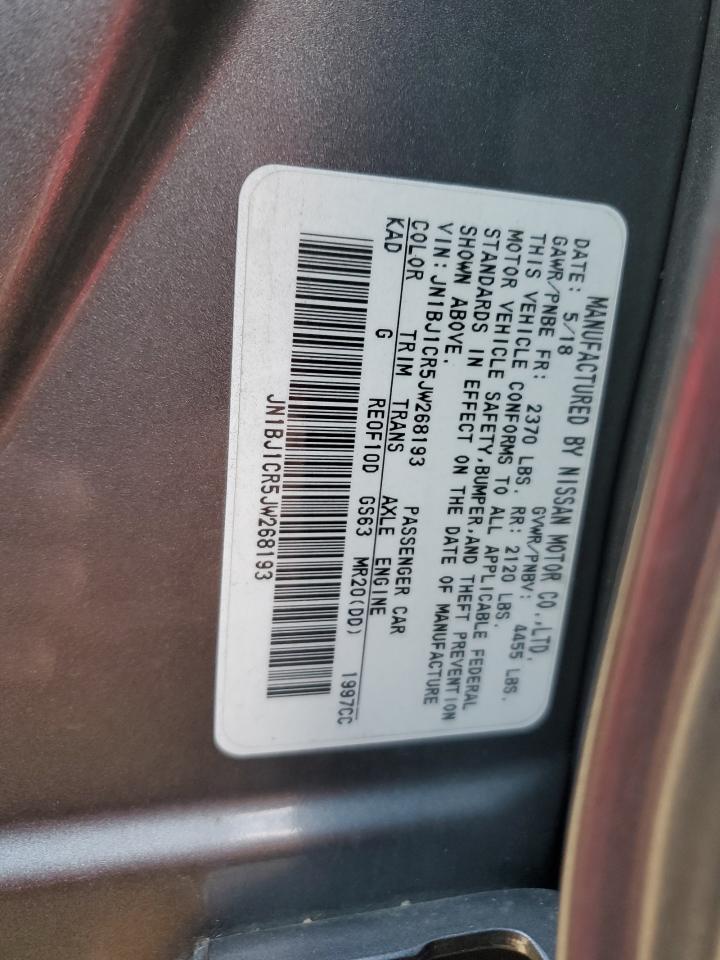 MANUFACTURED BY NISSAN MOTOR CO.,LTD.
DATE: 5/18 GVWR/PNBV: 4455 LBS.
GAWR/PNBE FR: 2370 LBS. RR: 2120 LBS.
THIS VEHICLE CONFORMS TO ALL APPLICABLE FEDERAL
MOTOR VEHICLE SAFETY,BUMPER,AND THEFT PREVENTION
STANDARDS IN EFFECT ON THE DATE OF MANUFACTURE
SHOWN ABOVE.
VIN:JN1BJ1CR5JW268193 PASSENGER CAR
COLOR TRIM TRANS AXLE ENGINE
KAD G RE0F10D GS63 MR20(DD) 1997CC
JN1BJ1CR5JW268193